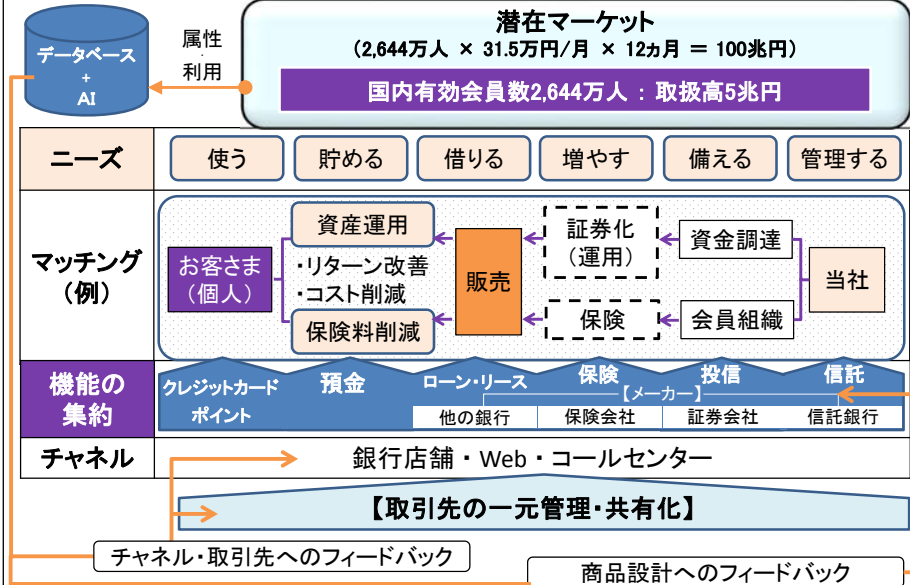 データベース
+
AI
属性
・
利用
潜在マーケット
（2,644万人 × 31.5万円/月 × 12ヵ月 ＝ 100兆円）
国内有効会員数2,644万人 ： 取扱高5兆円
ニーズ
使う
貯める
借りる
増やす
備える
管理する
マッチング
（例）
お客さま
（個人）
資産運用
・リターン改善
・コスト削減
保険料削減
販売
証券化
（運用）
保険
資金調達
会員組織
当社
機能の
集約
クレジットカード
ポイント
預金
ローン・リース
保険
投信
信託
【メーカー】
他の銀行
保険会社
証券会社
信託銀行
チャネル
銀行店舗 ・ Web ・ コールセンター
【取引先の一元管理・共有化】
チャネル・取引先へのフィードバック
商品設計へのフィードバック